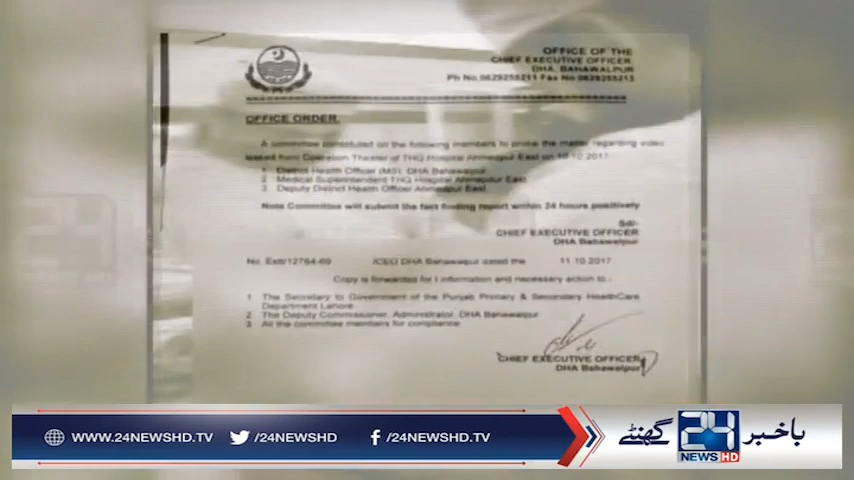 OFFICE OF THE
CHIEF EXECUTIVE OFFICER
DHA, BAHAWALPUR
Ph No.0629255211 Fax No 0629255213
OFFICE ORDER.
A committee constituted on the following members to probe the matter regarding video
leaked from Operation Theater of THQ Hospital Ahmedpur East on 10.10.2017
1. District Health Officer (MS), DHA Bahawalpur
2. Medical Superintendent THQ Hospital Ahmedpur East
3. Deputy District Health Officer Ahmedpur East
Note Committee will submit the fact finding report within 24 hours positively
Sd/-
CHIEF EXECUTIVE OFFICER
DHA Bahawalpur
No. Estt/12764-69 /CEO DHA Bahawalpur dated the 11.10.2017
Copy is forwarded for information and necessary action to:-
1 The Secretary to Government of the Punjab Primary & Secondary HealthCare
Department Lahore
2 The Deputy Commissioner, Administrator, DHA Bahawalpur
3 All the committee members for compliance
CHIEF EXECUTIVE OFFICER
DHA Bahawalpur
WWW.24NEWSHD.TV /24NEWSHD /24NEWSHD
باخبر 24 گھنٹے
NEWS HD